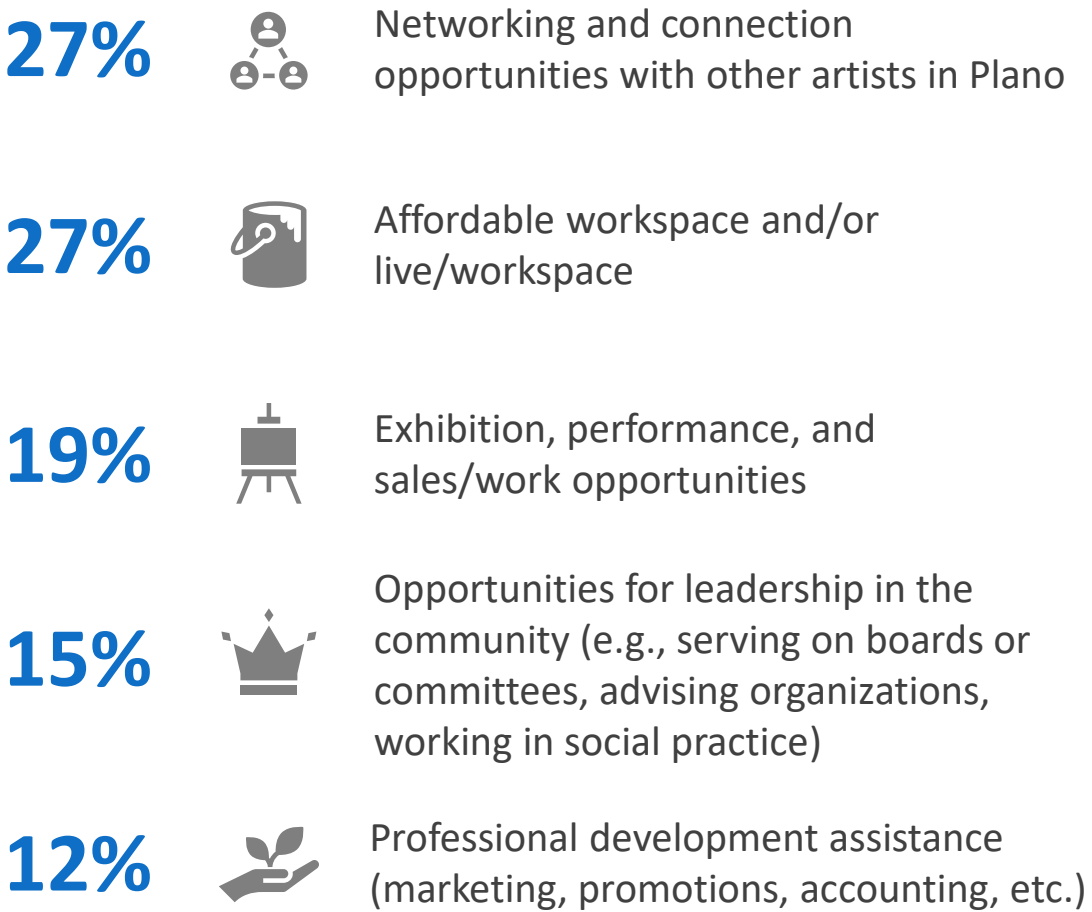 27%
Networking and connection
opportunities with other artists in Plano
27%
Affordable workspace and/or
live/workspace
19%
Exhibition, performance, and
sales/work opportunities
15%
Opportunities for leadership in the
community (e.g., serving on boards or
committees, advising organizations,
working in social practice)
12%
Professional development assistance
(marketing, promotions, accounting, etc.)